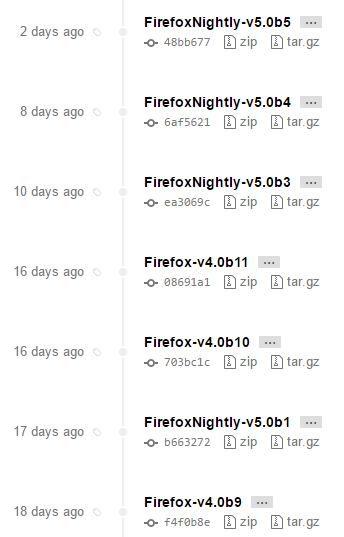 2 days ago FirefoxNightly-v5.0b5 ...
48bb677 zip tar.gz
8 days ago FirefoxNightly-v5.0b4 ...
6af5621 zip tar.gz
10 days ago FirefoxNightly-v5.0b3 ...
ea3069c zip tar.gz
16 days ago Firefox-v4.0b11 ...
08691a1 zip tar.gz
16 days ago Firefox-v4.0b10 ...
703bc1c zip tar.gz
17 days ago FirefoxNightly-v5.0b1 ...
b663272 zip tar.gz
18 days ago Firefox-v4.0b9 ...
f4f0b8e zip tar.gz